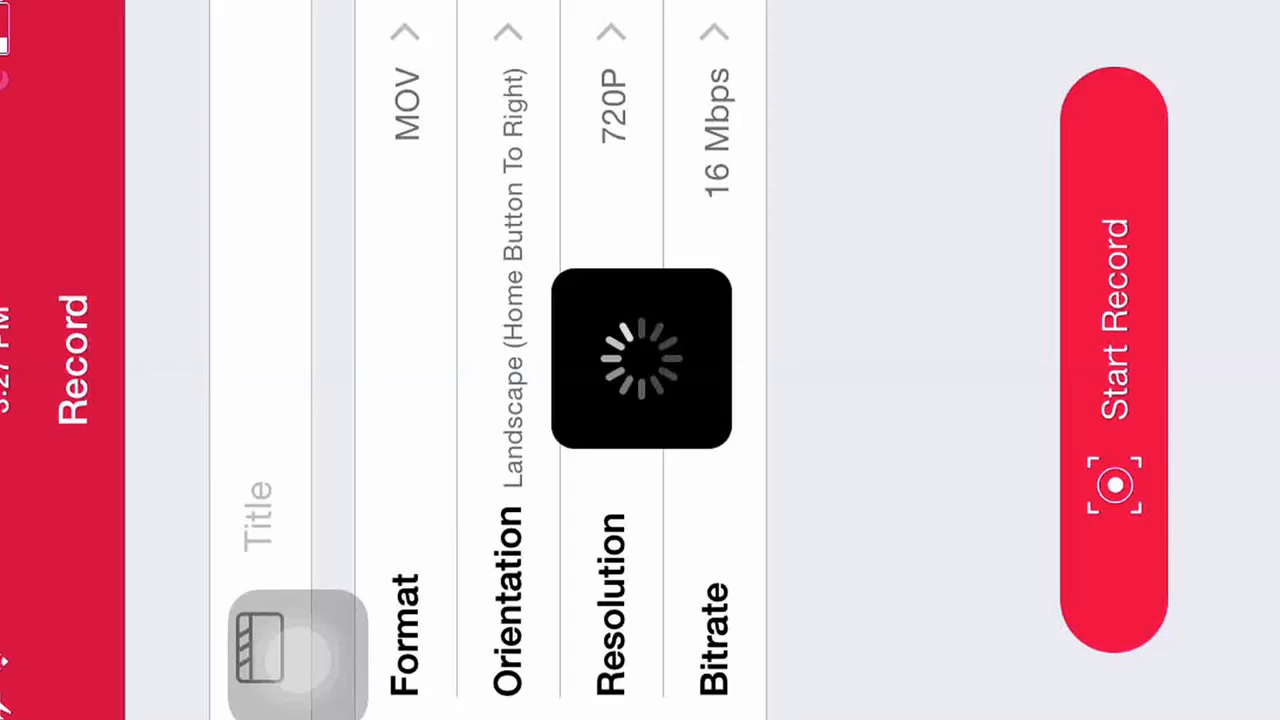 Record
Title
Format MOV
Orientation Landscape (Home Button To Right)
Resolution 720P
Bitrate 16 Mbps
Start Record